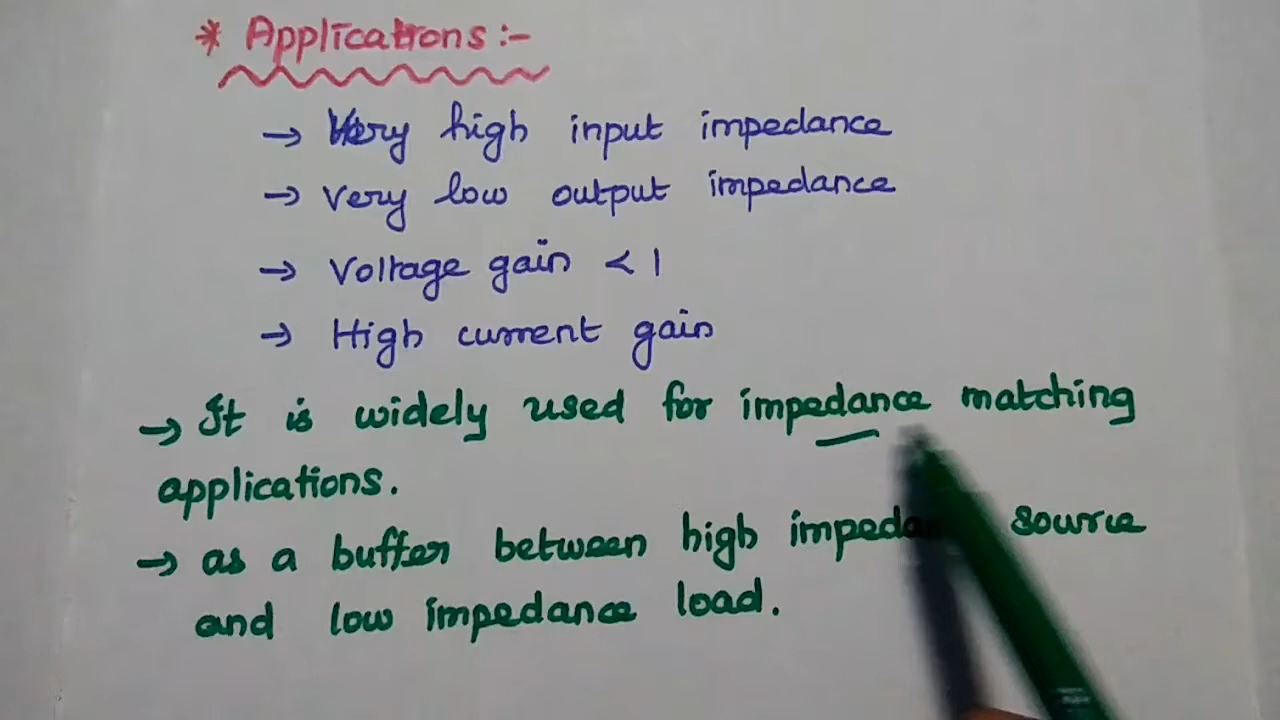 * Applications :-
→ Very high input impedance
→ Very low output impedance
→ Voltage gain < 1
→ High current gain
→ It is widely used for impedance matching
applications.
→ as a buffer between high source
and low impedance load.